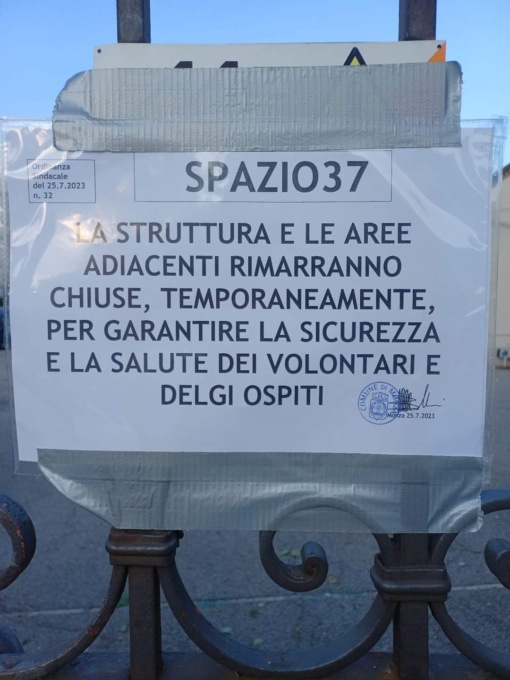 Ordinanza
sindacale
del 25.7.2023
n. 32
SPAZIO37
LA STRUTTURA E LE AREE
ADIACENTI RIMARRANNO
CHIUSE, TEMPORANEAMENTE,
PER GARANTIRE LA SICUREZZA
E LA SALUTE DEI VOLONTARI E
DELGI OSPITI
COMUNE DI
Monza 25.7.2023